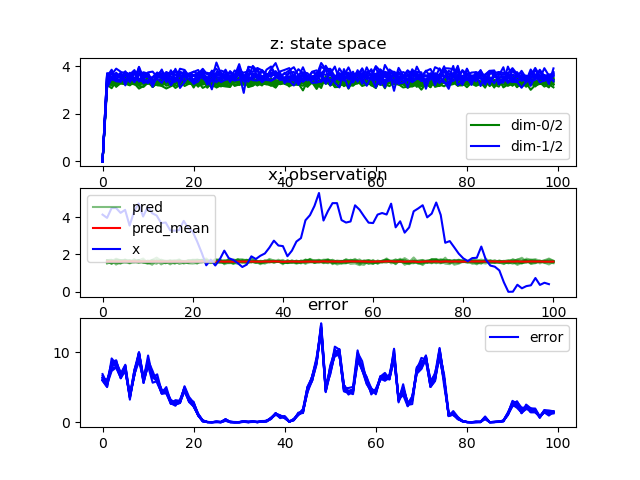 z: state space
4
2
0
dim-0/2
dim-1/2
0 20 40 60 80 100
x: observation
4
2
0
pred
pred_mean
x
0 20 40 60 80 100
error
10
0
error
0 20 40 60 80 100